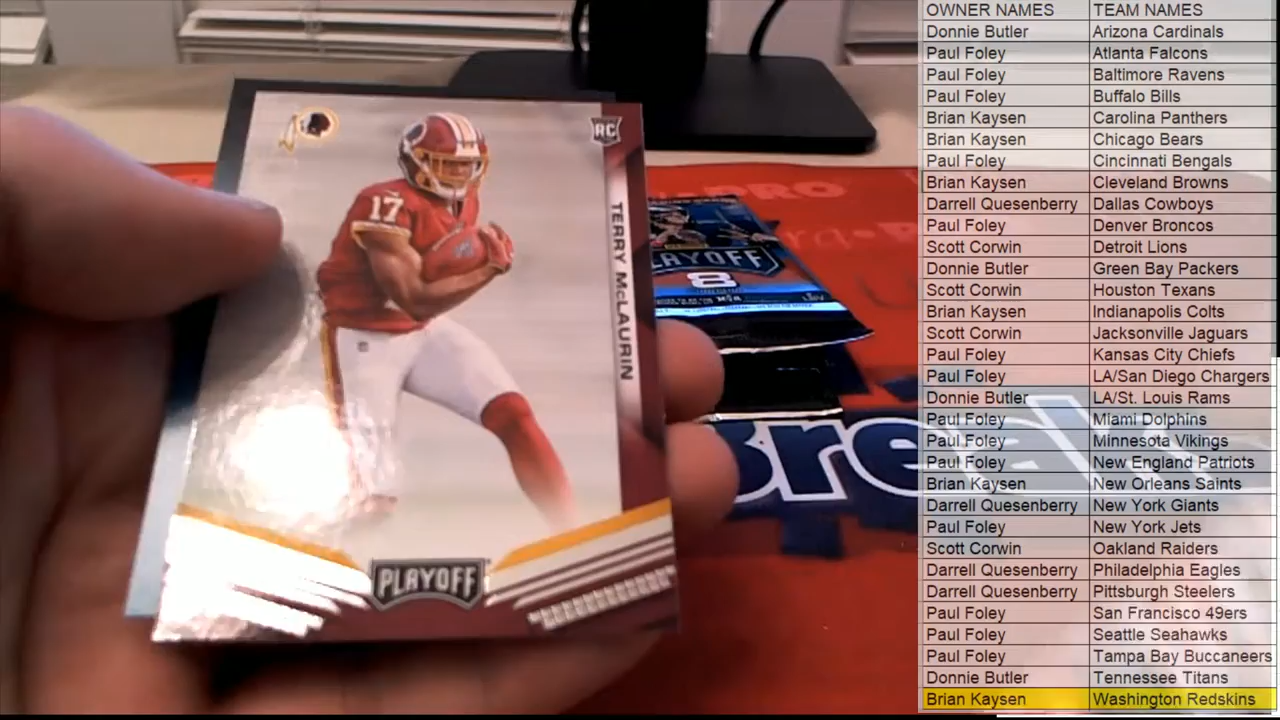 RC
17
TERRY McLAURIN
PLAYOFF
PLAYOFF
8
PRO
Break
OWNER NAMES TEAM NAMES
Donnie Butler Arizona Cardinals
Paul Foley Atlanta Falcons
Paul Foley Baltimore Ravens
Paul Foley Buffalo Bills
Brian Kaysen Carolina Panthers
Brian Kaysen Chicago Bears
Paul Foley Cincinnati Bengals
Brian Kaysen Cleveland Browns
Darrell Quesenberry Dallas Cowboys
Paul Foley Denver Broncos
Scott Corwin Detroit Lions
Donnie Butler Green Bay Packers
Scott Corwin Houston Texans
Brian Kaysen Indianapolis Colts
Scott Corwin Jacksonville Jaguars
Paul Foley Kansas City Chiefs
Paul Foley LA/San Diego Chargers
Donnie Butler LA/St. Louis Rams
Paul Foley Miami Dolphins
Paul Foley Minnesota Vikings
Paul Foley New England Patriots
Brian Kaysen New Orleans Saints
Darrell Quesenberry New York Giants
Paul Foley New York Jets
Scott Corwin Oakland Raiders
Darrell Quesenberry Philadelphia Eagles
Darrell Quesenberry Pittsburgh Steelers
Paul Foley San Francisco 49ers
Paul Foley Seattle Seahawks
Paul Foley Tampa Bay Buccaneers
Donnie Butler Tennessee Titans
Brian Kaysen Washington Redskins